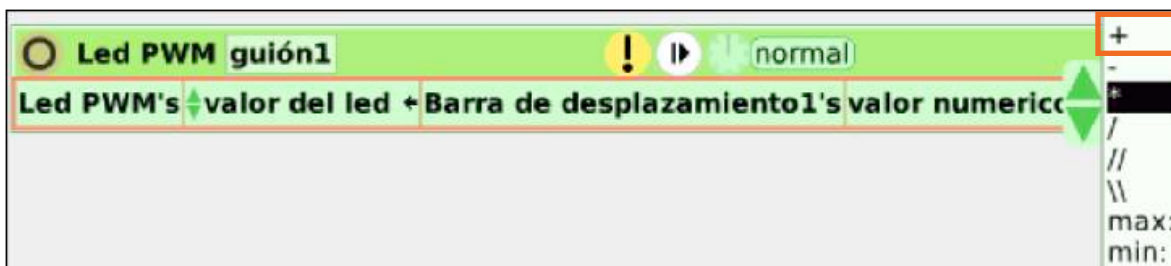 Led PWM guión1 ! normal
Led PWM's valor del led Barra de desplazamiento1's valor numerico
+
-
*
/
//
\\
max:
min: